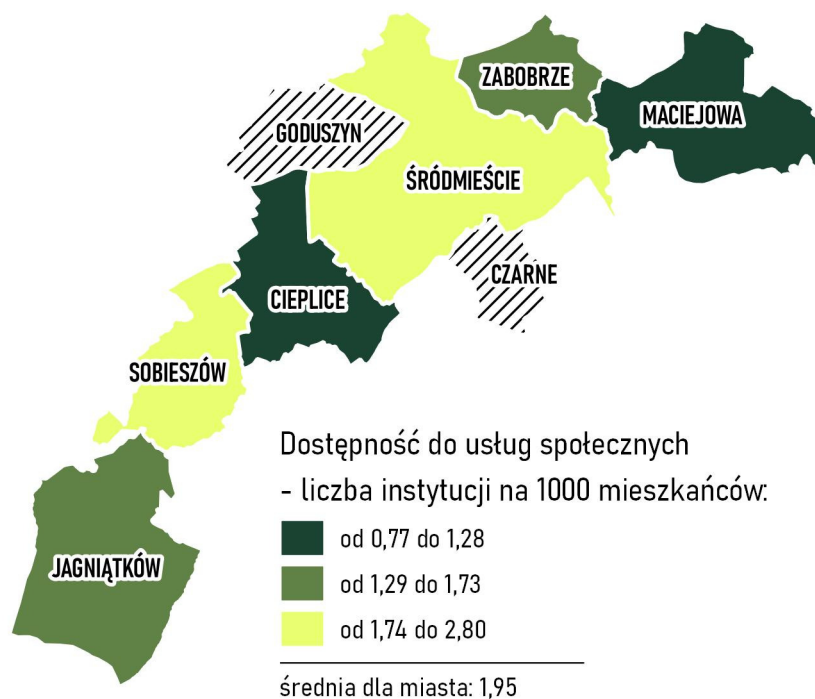 ZABOBRZE
MACIEJOWA
GODUSZYN
ŚRÓDMIEŚCIE
CZARNE
CIEPLICE
SOBIESZÓW
JAGNIĄTKÓW
Dostępność do usług społecznych
- liczba instytucji na 1000 mieszkańców:
od 0,77 do 1,28
od 1,29 do 1,73
od 1,74 do 2,80
średnia dla miasta: 1,95